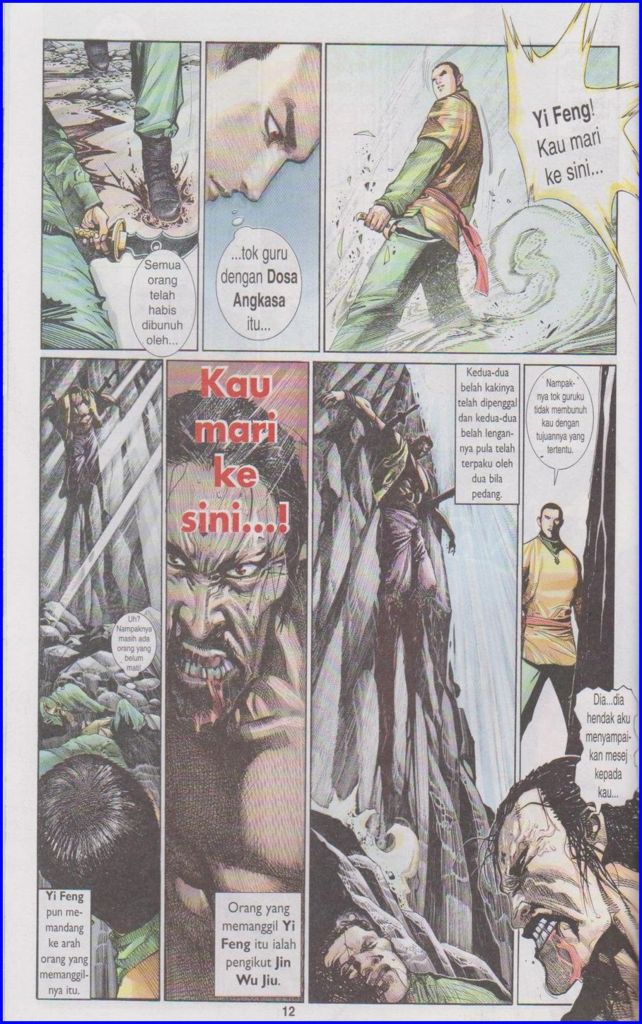 Semua
orang
telah
habis
dibunuh
oleh...
...tok guru
dengan Dosa
Angkasa
itu...
Yi Feng!
Kau mari
ke sini...
Uh?
Nampaknya
masih ada
orang yang
belum
mati!
Yi Feng
pun me-
mandang
ke arah
orang yang
memanggil-
nya itu.
Kau
mari
ke
sini...!
Orang yang
memanggil Yi
Feng itu ialah
pengikut Jin
Wu Jiu.
Kedua-dua
belah kakinya
telah dipenggal
dan kedua-dua
belah lengan-
nya pula telah
terpaku oleh
dua bila
pedang.
Nampak-
nya tok guruku
tidak membunuh
kau dengan
tujuannya yang
tertentu.
Dia...dia
hendak aku
menyampai-
kan mesej
kepada
kau...
12